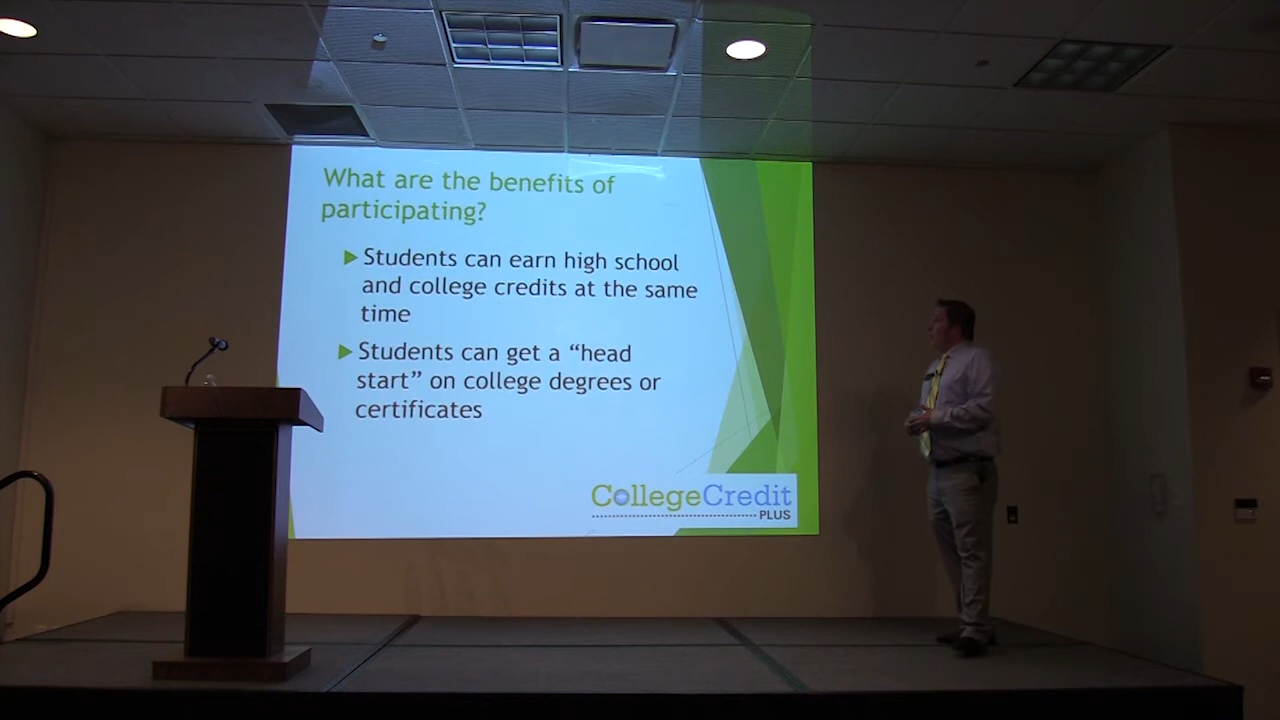 What are the benefits of
participating?
Students can earn high school
and college credits at the same
time
Students can get a “head
start” on college degrees or
certificates
CollegeCredit
PLUS